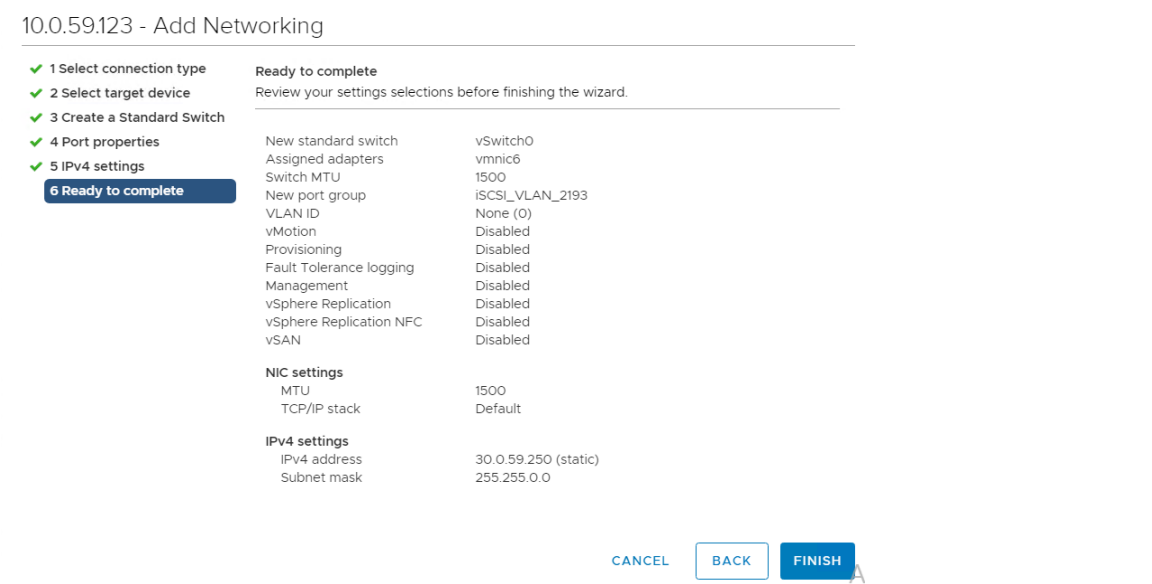 10.0.59.123 - Add Networking
1 Select connection type
2 Select target device
3 Create a Standard Switch
4 Port properties
5 IPv4 settings
6 Ready to complete
Ready to complete
Review your settings selections before finishing the wizard.
New standard switch vSwitch0
Assigned adapters vmnic6
Switch MTU 1500
New port group iSCSI_VLAN_2193
VLAN ID None (0)
vMotion Disabled
Provisioning Disabled
Fault Tolerance logging Disabled
Management Disabled
vSphere Replication Disabled
vSphere Replication NFC Disabled
vSAN Disabled
NIC settings
MTU 1500
TCP/IP stack Default
IPv4 settings
IPv4 address 30.0.59.250 (static)
Subnet mask 255.255.0.0
CANCEL BACK FINISH
A